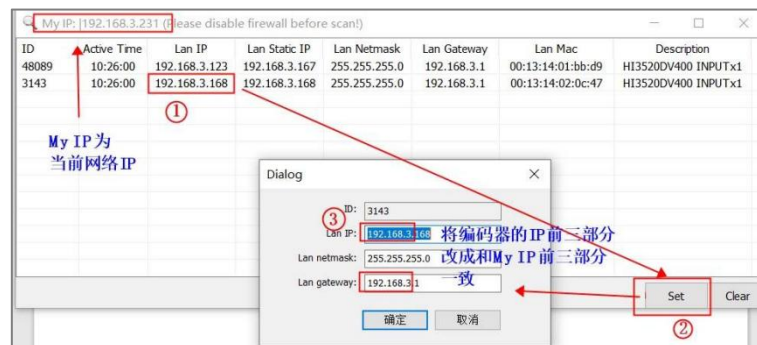 My IP: |192.168.3.231 (Please disable firewall before scan!)
ID Active Time Lan IP Lan Static IP Lan Netmask Lan Gateway Lan Mac Description
48089 10:26:00 192.168.3.123 192.168.3.167 255.255.255.0 192.168.3.1 00:13:14:01:bb:d9 HI3520DV400 INPUTx1
3143 10:26:00 192.168.3.168 192.168.3.168 255.255.255.0 192.168.3.1 00:13:14:02:0c:47 HI3520DV400 INPUTx1
①
My IP为
当前网络IP
Dialog
ID: 3143
③
Lan IP: 192.168.3.168
将编码器的IP前三部分
Lan netmask: 255.255.255.0
改成和My IP前三部分
一致
Lan gateway: 192.168.3.1
Set Clear
确定 取消
②